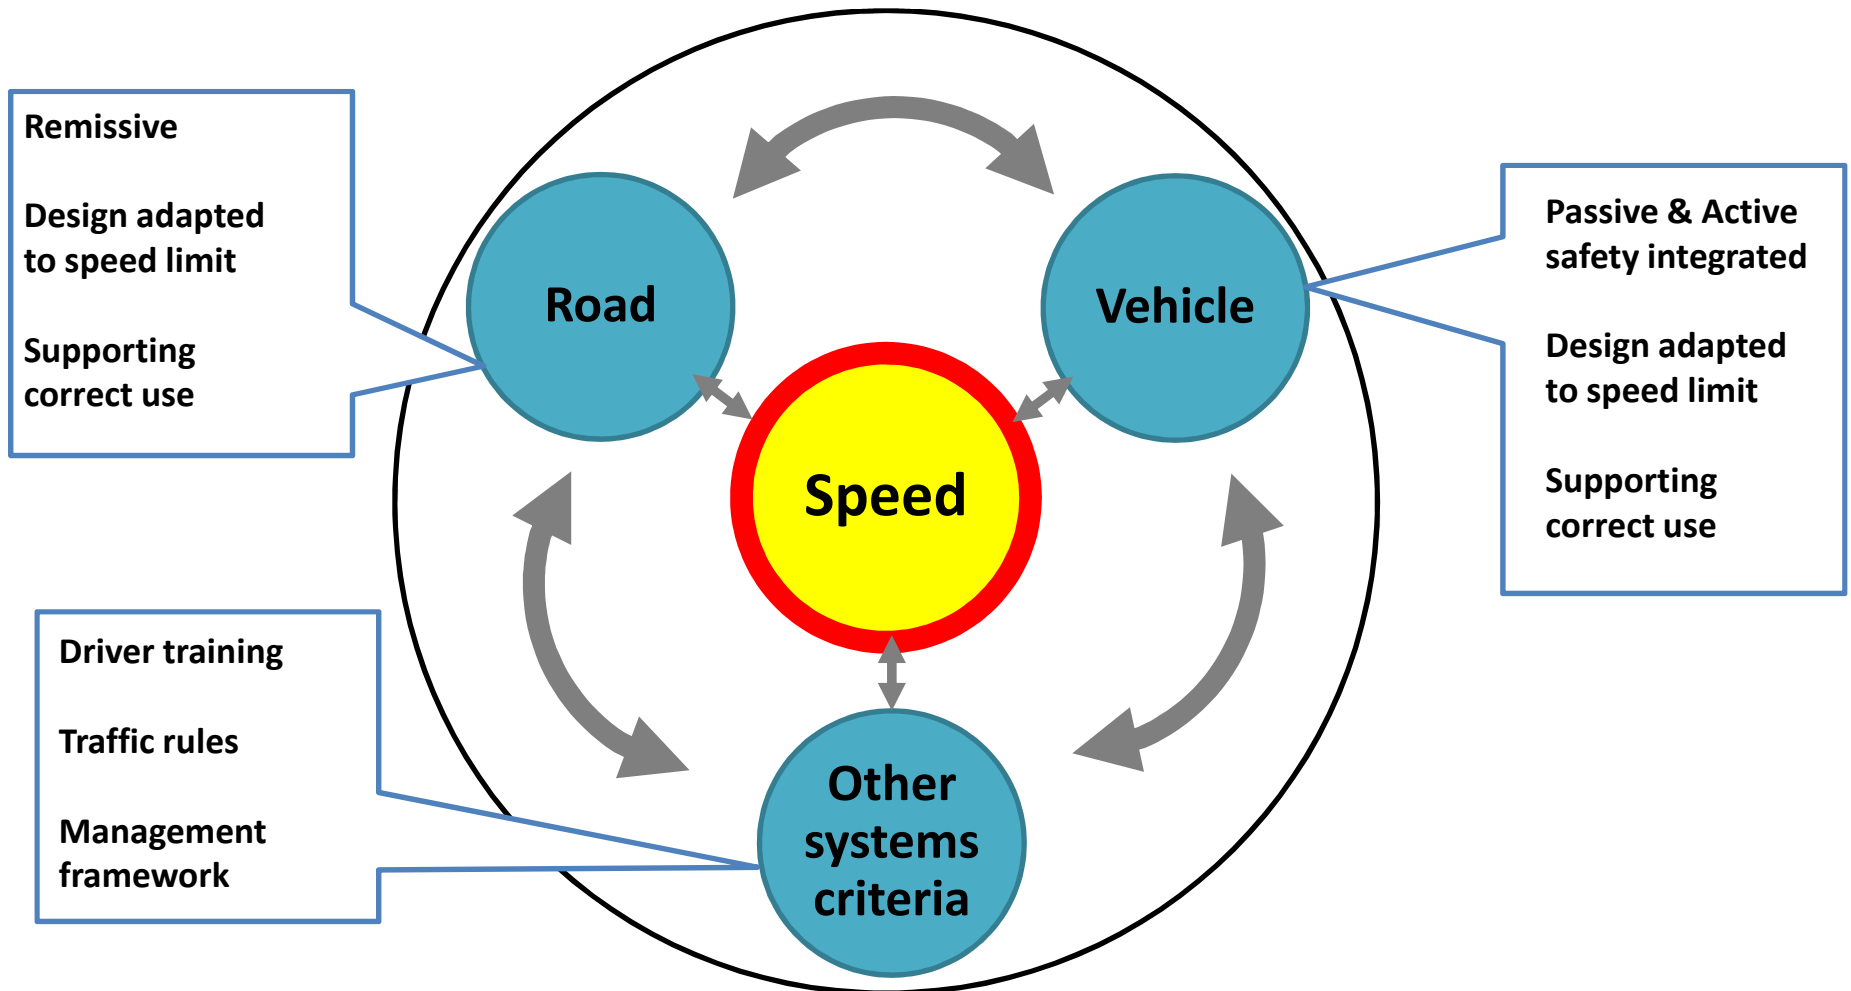 Remissive
Design adapted
to speed limit
Supporting
correct use
Road
Vehicle
Passive & Active
safety integrated
Design adapted
to speed limit
Supporting
correct use
Speed
Driver training
Traffic rules
Management
framework
Other
systems
criteria